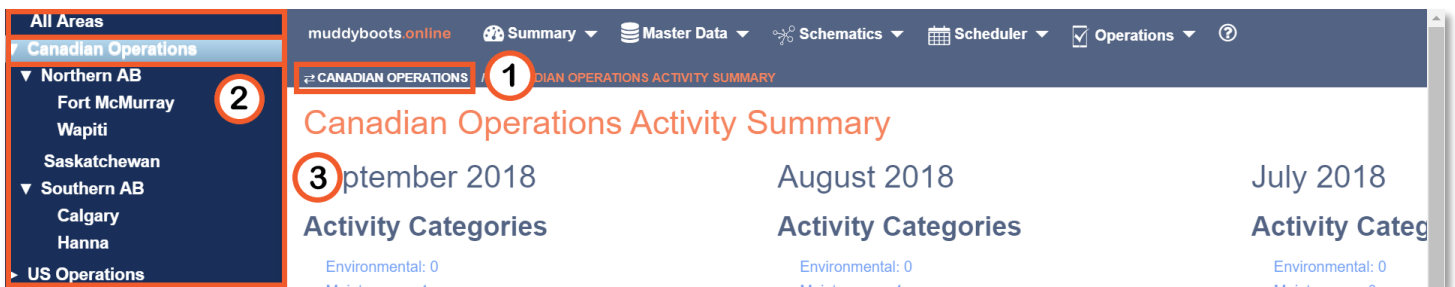 All Areas
▼ Canadian Operations
▼ Northern AB
Fort McMurray
Wapiti
Saskatchewan
▼ Southern AB
Calgary
Hanna
► US Operations
2
muddyboots.online Summary ▼ Master Data ▼ Schematics ▼ Scheduler ▼ Operations ▼ ?
⇄ CANADIAN OPERATIONS / 1 DIAN OPERATIONS ACTIVITY SUMMARY
Canadian Operations Activity Summary
3 ptember 2018 August 2018 July 2018
Activity Categories Activity Categories Activity Categ
Environmental: 0 Environmental: 0 Environmental: 0